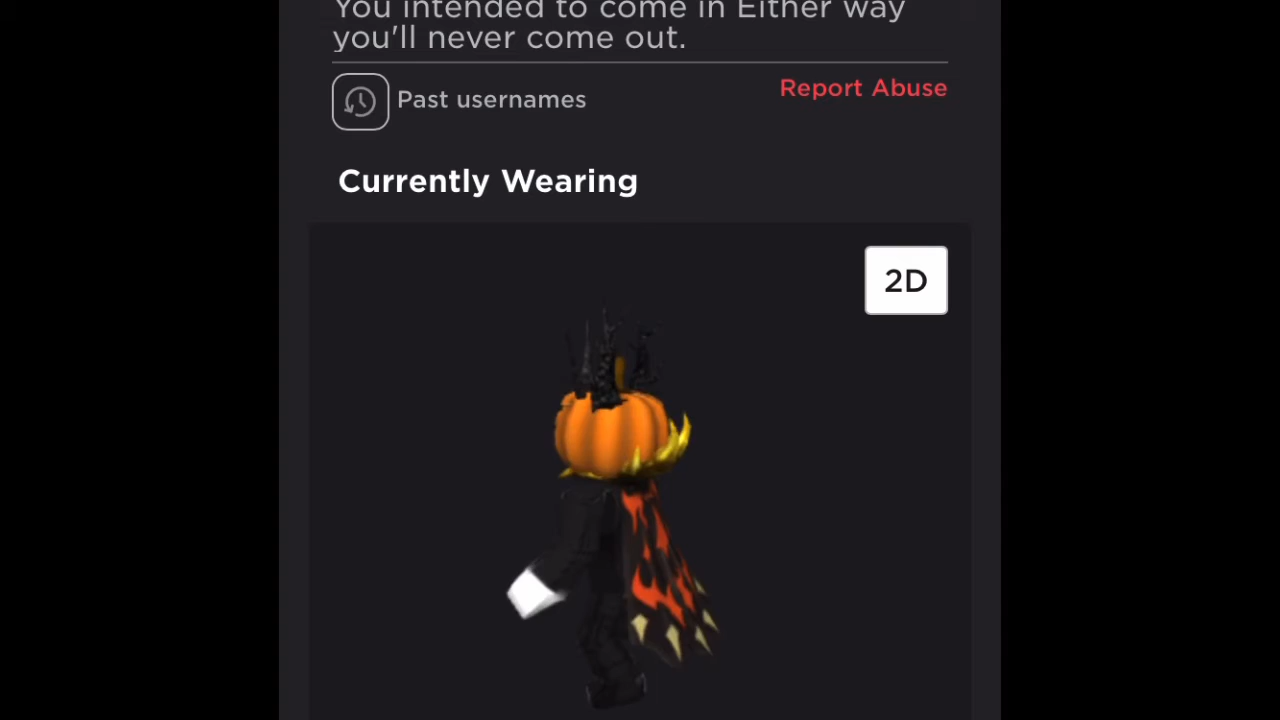 You intended to come in Either way
you'll never come out.
Past usernames
Report Abuse
Currently Wearing
2D